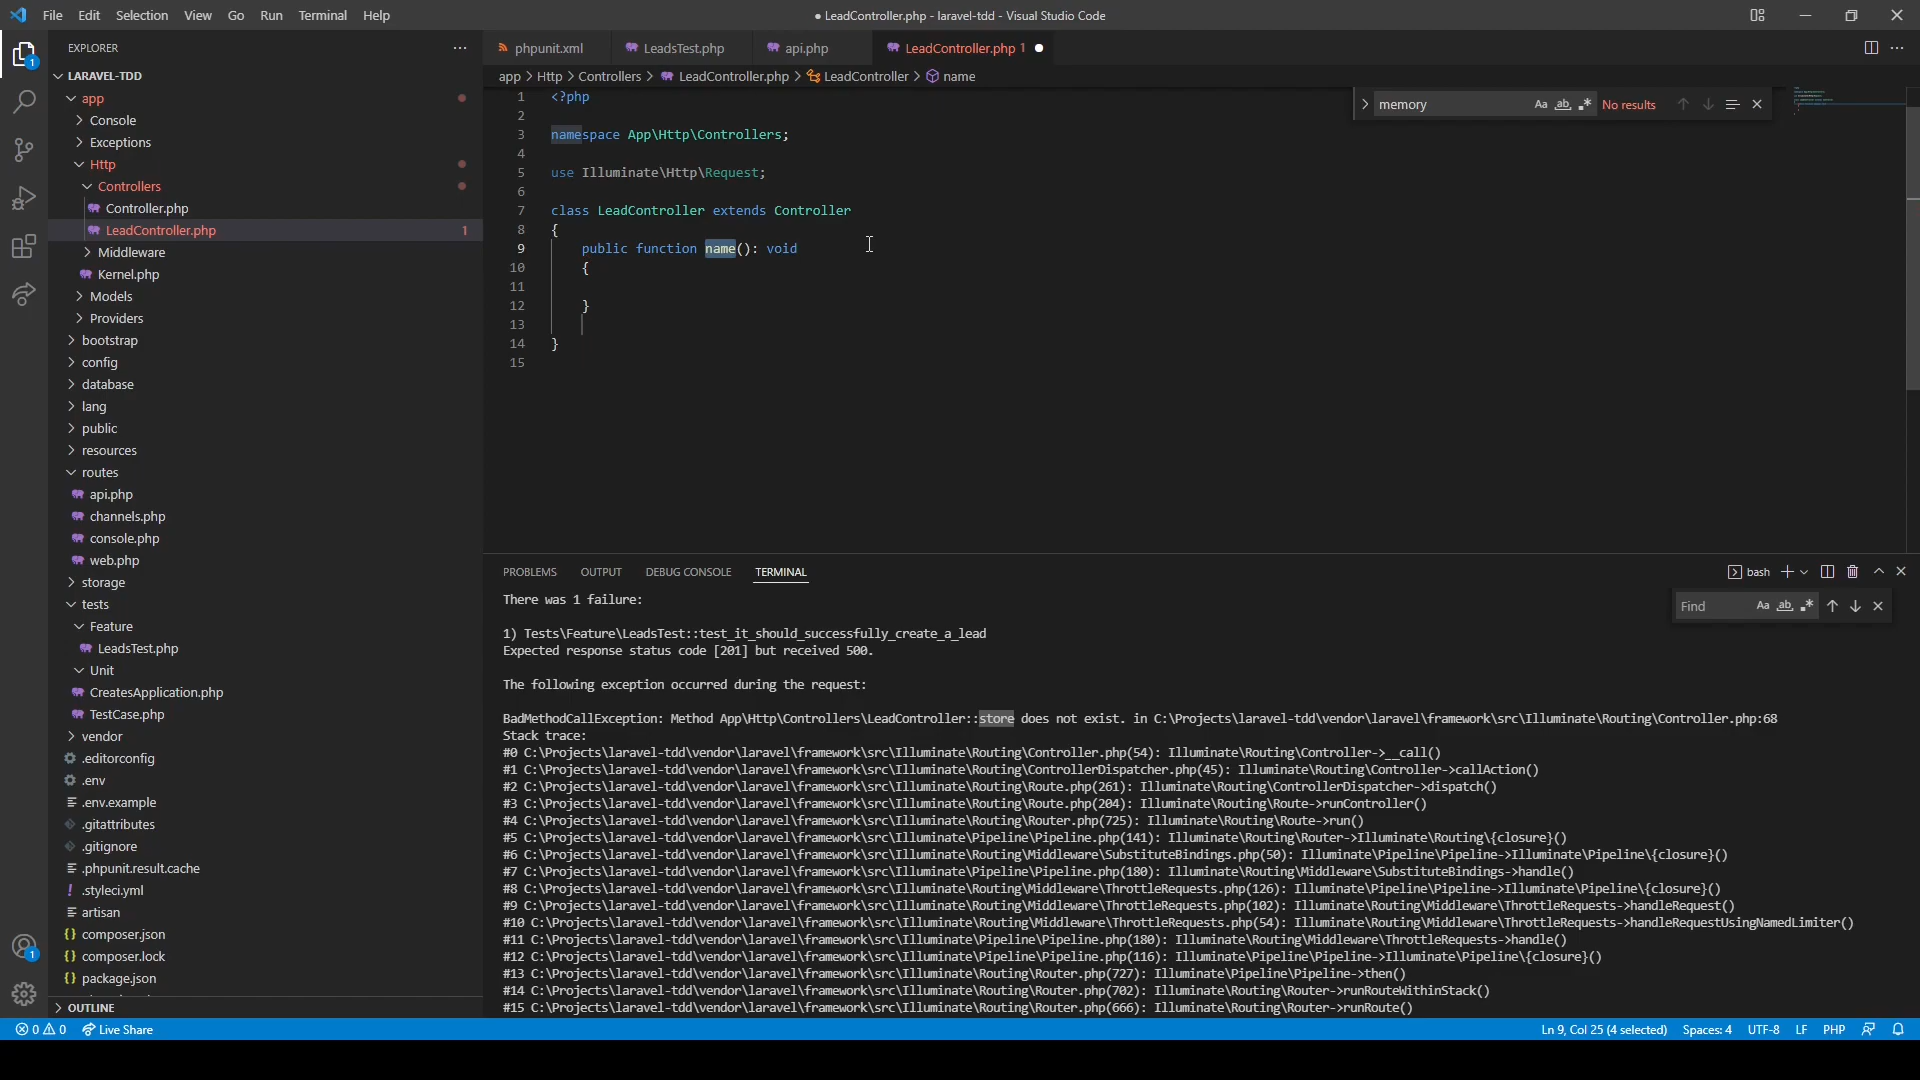 File Edit Selection View Go Run Terminal Help
● LeadController.php - laravel-tdd - Visual Studio Code
EXPLORER
LARAVEL-TDD
app
Console
Exceptions
Http
Controllers
Controller.php
LeadController.php 1
Middleware
Kernel.php
Models
Providers
bootstrap
config
database
lang
public
resources
routes
api.php
channels.php
console.php
web.php
storage
tests
Feature
LeadsTest.php
Unit
CreatesApplication.php
TestCase.php
vendor
.editorconfig
.env
.env.example
.gitattributes
.gitignore
.phpunit.result.cache
.styleci.yml
artisan
composer.json
composer.lock
package.json
OUTLINE
1
1
phpunit.xml LeadsTest.php api.php LeadController.php 1
app > Http > Controllers > LeadController.php > LeadController > name
memory Aa ab .* No results
1 <?php
2
3 namespace App\Http\Controllers;
4
5 use Illuminate\Http\Request;
6
7 class LeadController extends Controller
8 {
9 public function name(): void
10 {
11
12 }
13
14 }
15
PROBLEMS OUTPUT DEBUG CONSOLE TERMINAL
bash
Find Aa ab .*
There was 1 failure:
1) Tests\Feature\LeadsTest::test_it_should_successfully_create_a_lead
Expected response status code [201] but received 500.
The following exception occurred during the request:
BadMethodCallException: Method App\Http\Controllers\LeadController::store does not exist. in C:\Projects\laravel-tdd\vendor\laravel\framework\src\Illuminate\Routing\Controller.php:68
Stack trace:
#0 C:\Projects\laravel-tdd\vendor\laravel\framework\src\Illuminate\Routing\Controller.php(54): Illuminate\Routing\Controller->__call()
#1 C:\Projects\laravel-tdd\vendor\laravel\framework\src\Illuminate\Routing\ControllerDispatcher.php(45): Illuminate\Routing\Controller->callAction()
#2 C:\Projects\laravel-tdd\vendor\laravel\framework\src\Illuminate\Routing\Route.php(261): Illuminate\Routing\ControllerDispatcher->dispatch()
#3 C:\Projects\laravel-tdd\vendor\laravel\framework\src\Illuminate\Routing\Route.php(204): Illuminate\Routing\Route->runController()
#4 C:\Projects\laravel-tdd\vendor\laravel\framework\src\Illuminate\Routing\Router.php(725): Illuminate\Routing\Route->run()
#5 C:\Projects\laravel-tdd\vendor\laravel\framework\src\Illuminate\Pipeline\Pipeline.php(141): Illuminate\Routing\Router->Illuminate\Routing\{closure}()
#6 C:\Projects\laravel-tdd\vendor\laravel\framework\src\Illuminate\Routing\Middleware\SubstituteBindings.php(50): Illuminate\Pipeline\Pipeline->Illuminate\Pipeline\{closure}()
#7 C:\Projects\laravel-tdd\vendor\laravel\framework\src\Illuminate\Pipeline\Pipeline.php(180): Illuminate\Routing\Middleware\SubstituteBindings->handle()
#8 C:\Projects\laravel-tdd\vendor\laravel\framework\src\Illuminate\Routing\Middleware\ThrottleRequests.php(126): Illuminate\Pipeline\Pipeline->Illuminate\Pipeline\{closure}()
#9 C:\Projects\laravel-tdd\vendor\laravel\framework\src\Illuminate\Routing\Middleware\ThrottleRequests.php(102): Illuminate\Routing\Middleware\ThrottleRequests->handleRequest()
#10 C:\Projects\laravel-tdd\vendor\laravel\framework\src\Illuminate\Routing\Middleware\ThrottleRequests.php(54): Illuminate\Routing\Middleware\ThrottleRequests->handleRequestUsingNamedLimiter()
#11 C:\Projects\laravel-tdd\vendor\laravel\framework\src\Illuminate\Pipeline\Pipeline.php(180): Illuminate\Routing\Middleware\ThrottleRequests->handle()
#12 C:\Projects\laravel-tdd\vendor\laravel\framework\src\Illuminate\Pipeline\Pipeline.php(116): Illuminate\Pipeline\Pipeline->Illuminate\Pipeline\{closure}()
#13 C:\Projects\laravel-tdd\vendor\laravel\framework\src\Illuminate\Routing\Router.php(727): Illuminate\Pipeline\Pipeline->then()
#14 C:\Projects\laravel-tdd\vendor\laravel\framework\src\Illuminate\Routing\Router.php(702): Illuminate\Routing\Router->runRouteWithinStack()
#15 C:\Projects\laravel-tdd\vendor\laravel\framework\src\Illuminate\Routing\Router.php(666): Illuminate\Routing\Router->runRoute()
0 0 Live Share
Ln 9, Col 25 (4 selected) Spaces: 4 UTF-8 LF PHP